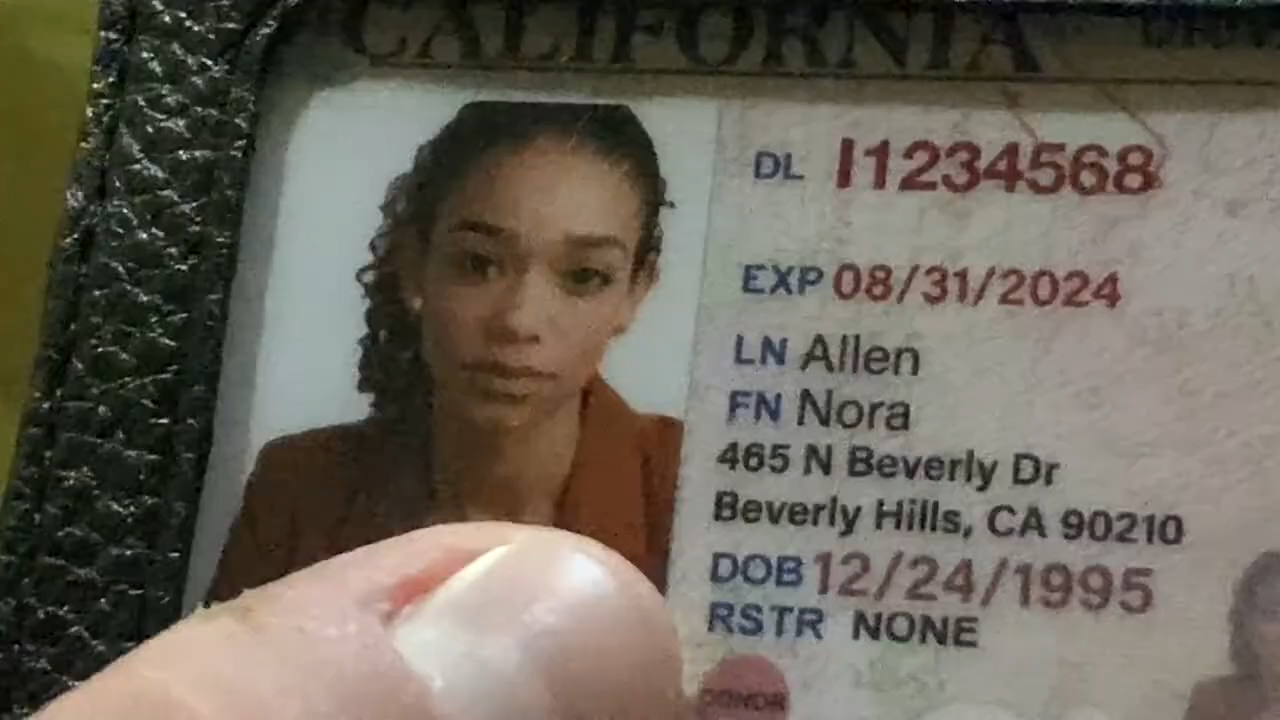 CALIFORNIA
DL I1234568
EXP 08/31/2024
LN Allen
FN Nora
465 N Beverly Dr
Beverly Hills, CA 90210
DOB 12/24/1995
RSTR NONE
DONOR